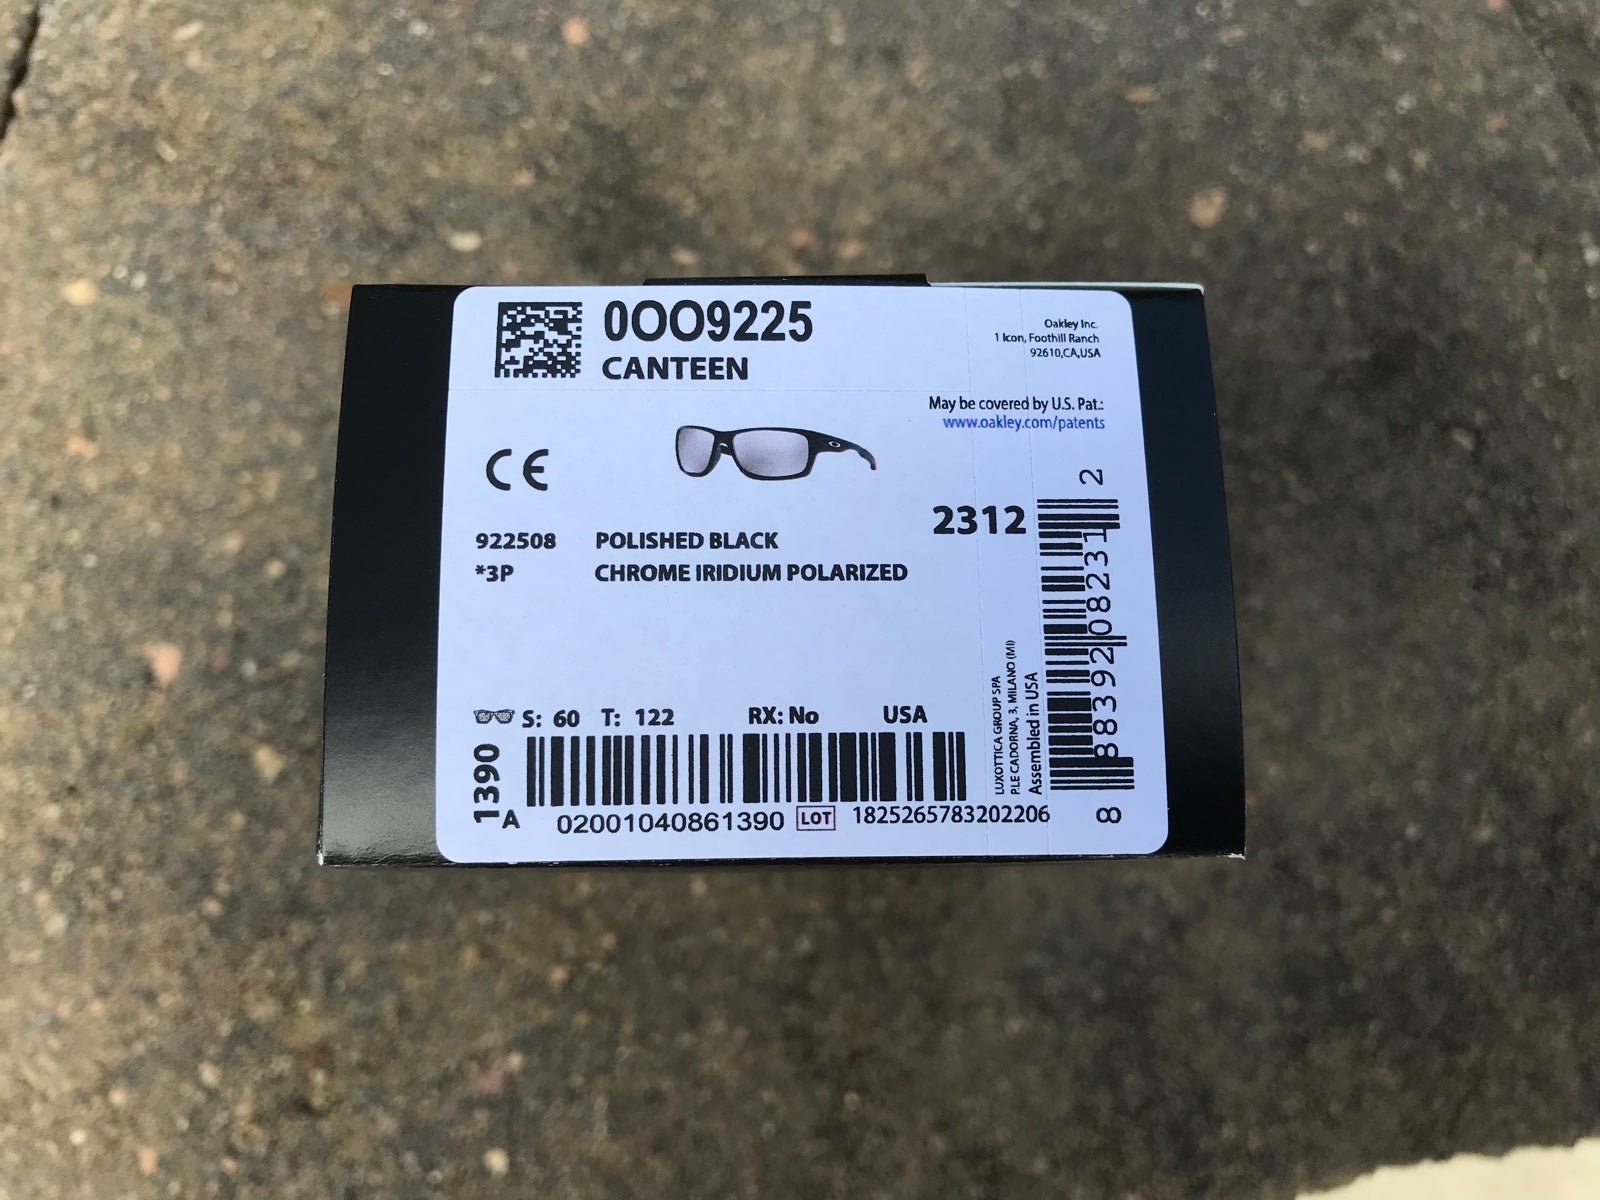 0OO9225
CANTEEN
Oakley Inc.
1 Icon, Foothill Ranch
92610,CA,USA
May be covered by U.S. Pat.:
www.oakley.com/patents
CE
2312
922508 POLISHED BLACK
*3P CHROME IRIDIUM POLARIZED
S: 60 T: 122 RX: No USA
1390
A
02001040861390 LOT 1825265783202206
LUXOTTICA GROUP SPA
P.LE CADORNA, 3, MILANO (MI)
Assembled in USA
8 88392 08231 2